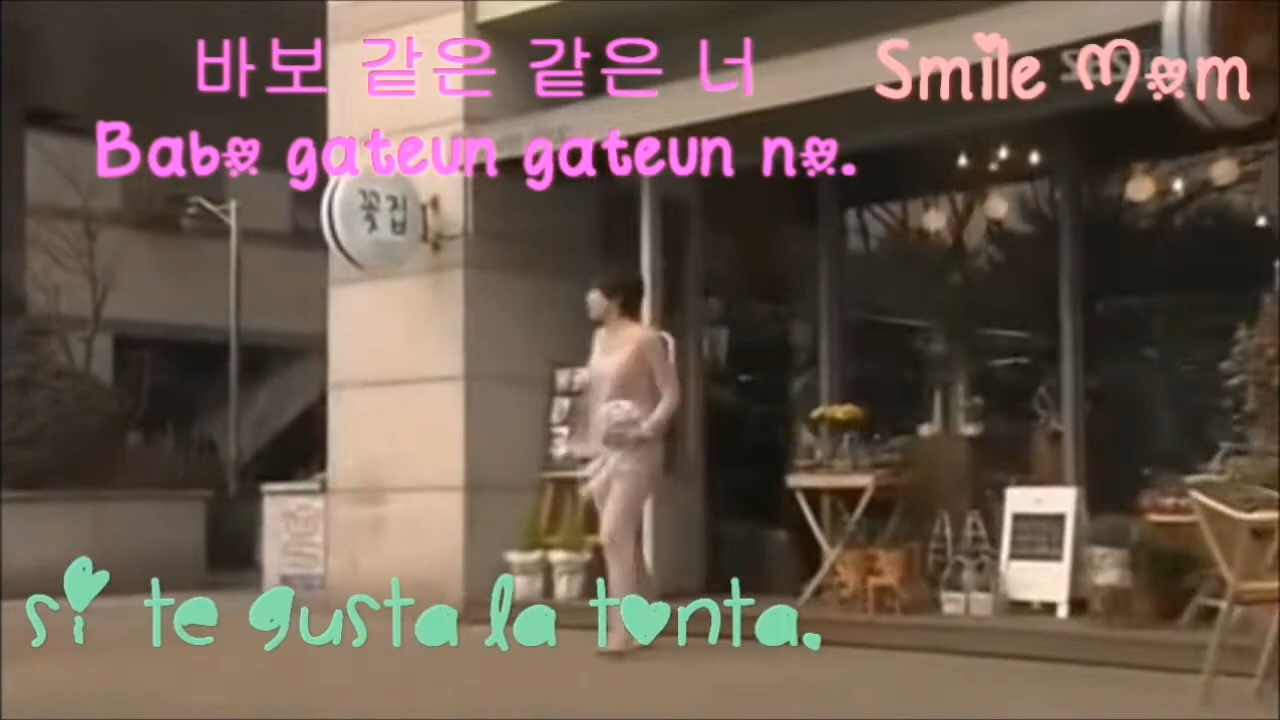 바보 같은 같은 너
Smile Mom
Babo gateun gateun no.
꽃집
si te gusta la tonta.